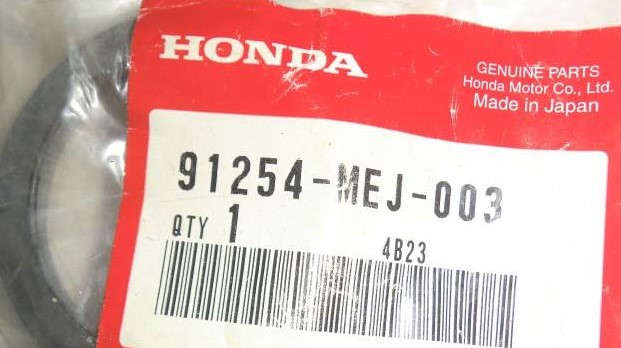 HONDA
GENUINE PARTS
Honda Motor Co., Ltd.
Made in Japan
91254-MEJ-003
QTY 1
4B23